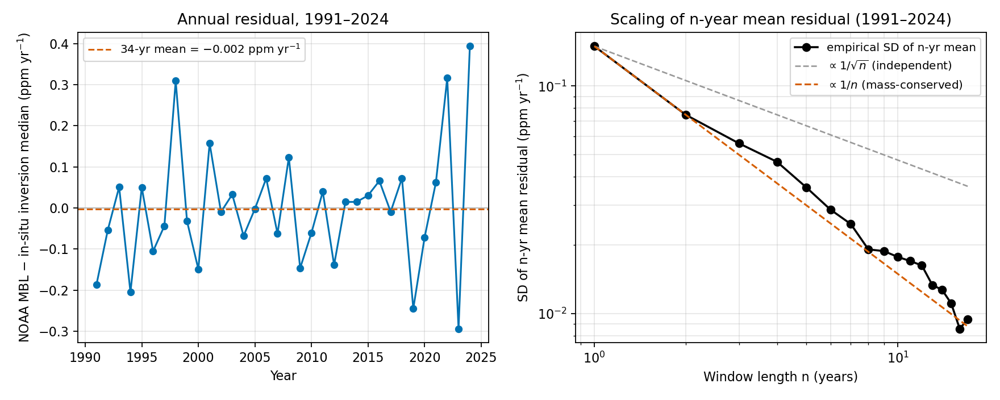 Annual residual, 1991–2024
NOAA MBL − in-situ inversion median (ppm yr⁻¹)
0.4
0.3
0.2
0.1
0.0
−0.1
−0.2
−0.3
34-yr mean = −0.002 ppm yr⁻¹
1990 1995 2000 2005 2010 2015 2020 2025
Year
Scaling of n-year mean residual (1991–2024)
SD of n-yr mean residual (ppm yr⁻¹)
10⁻¹
10⁻²
empirical SD of n-yr mean
∝ 1/√n (independent)
∝ 1/n (mass-conserved)
10⁰ 10¹
Window length n (years)